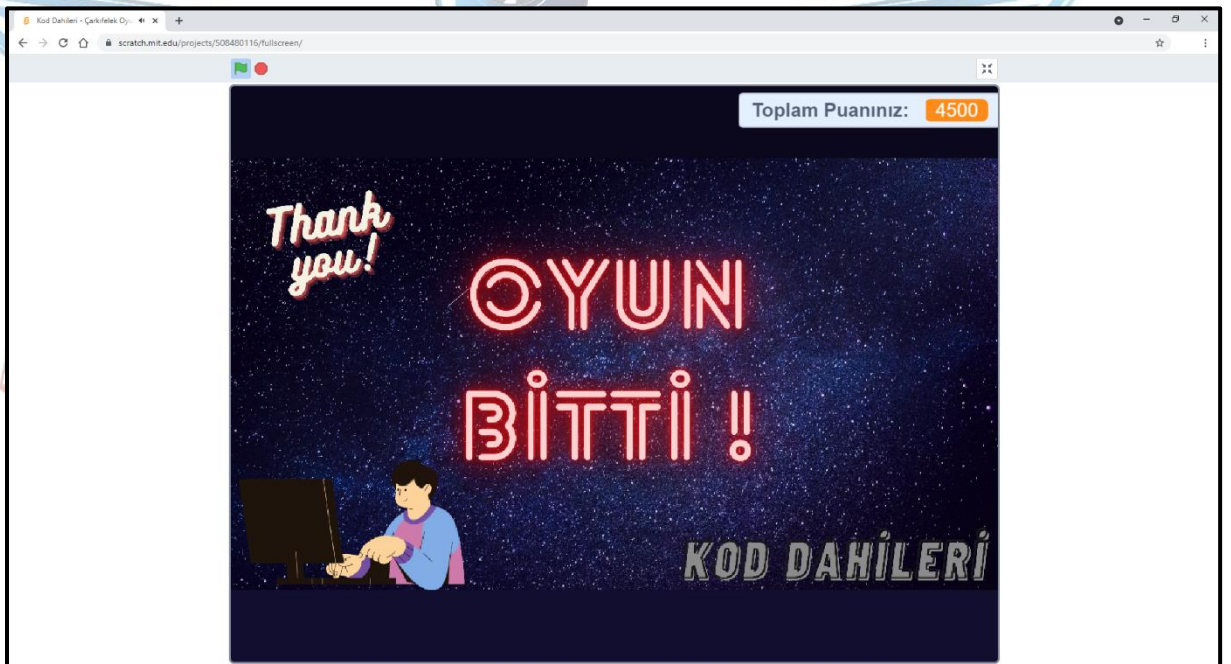 Kod Dahileri - Çarkıfelek Oyu
scratch.mit.edu/projects/508480116/fullscreen/
Toplam Puanınız: 4500
Thank
you!
OYUN
BİTTİ !
KOD DAHİLERİ